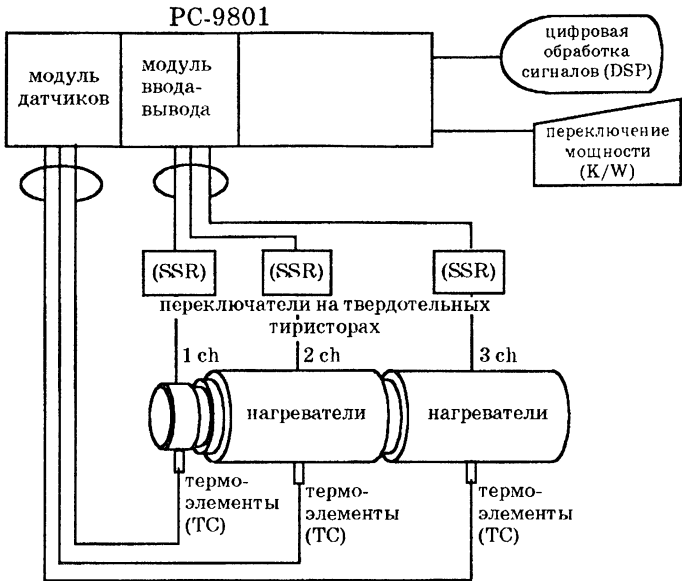 PC-9801
модуль
датчиков
модуль
ввода-
вывода
цифровая
обработка
сигналов (DSP)
переключение
мощности
(K/W)
(SSR)
(SSR)
(SSR)
переключатели на твердотельных
тиристорах
1 ch
2 ch
3 ch
нагреватели
нагреватели
термо-
элементы
(TC)
термо-
элементы
(TC)
термо-
элементы
(TC)